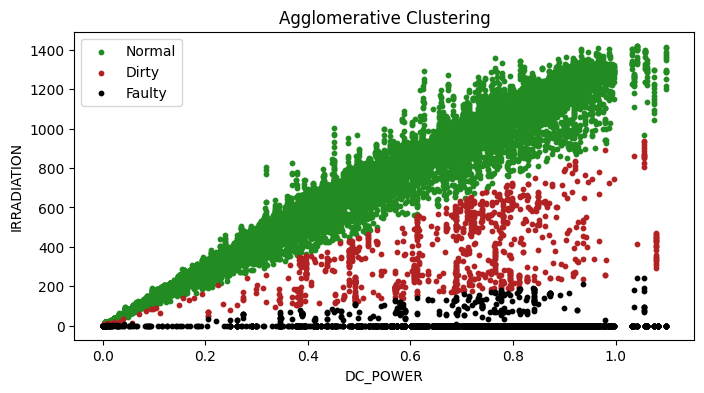 Agglomerative Clustering
Normal
Dirty
Faulty
IRRADIATION
1400
1200
1000
800
600
400
200
0
0.0 0.2 0.4 0.6 0.8 1.0
DC_POWER